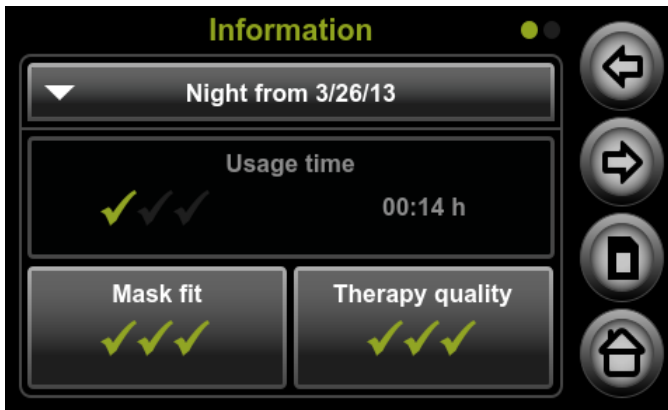 Information
Night from 3/26/13
Usage time
00:14 h
Mask fit
Therapy quality